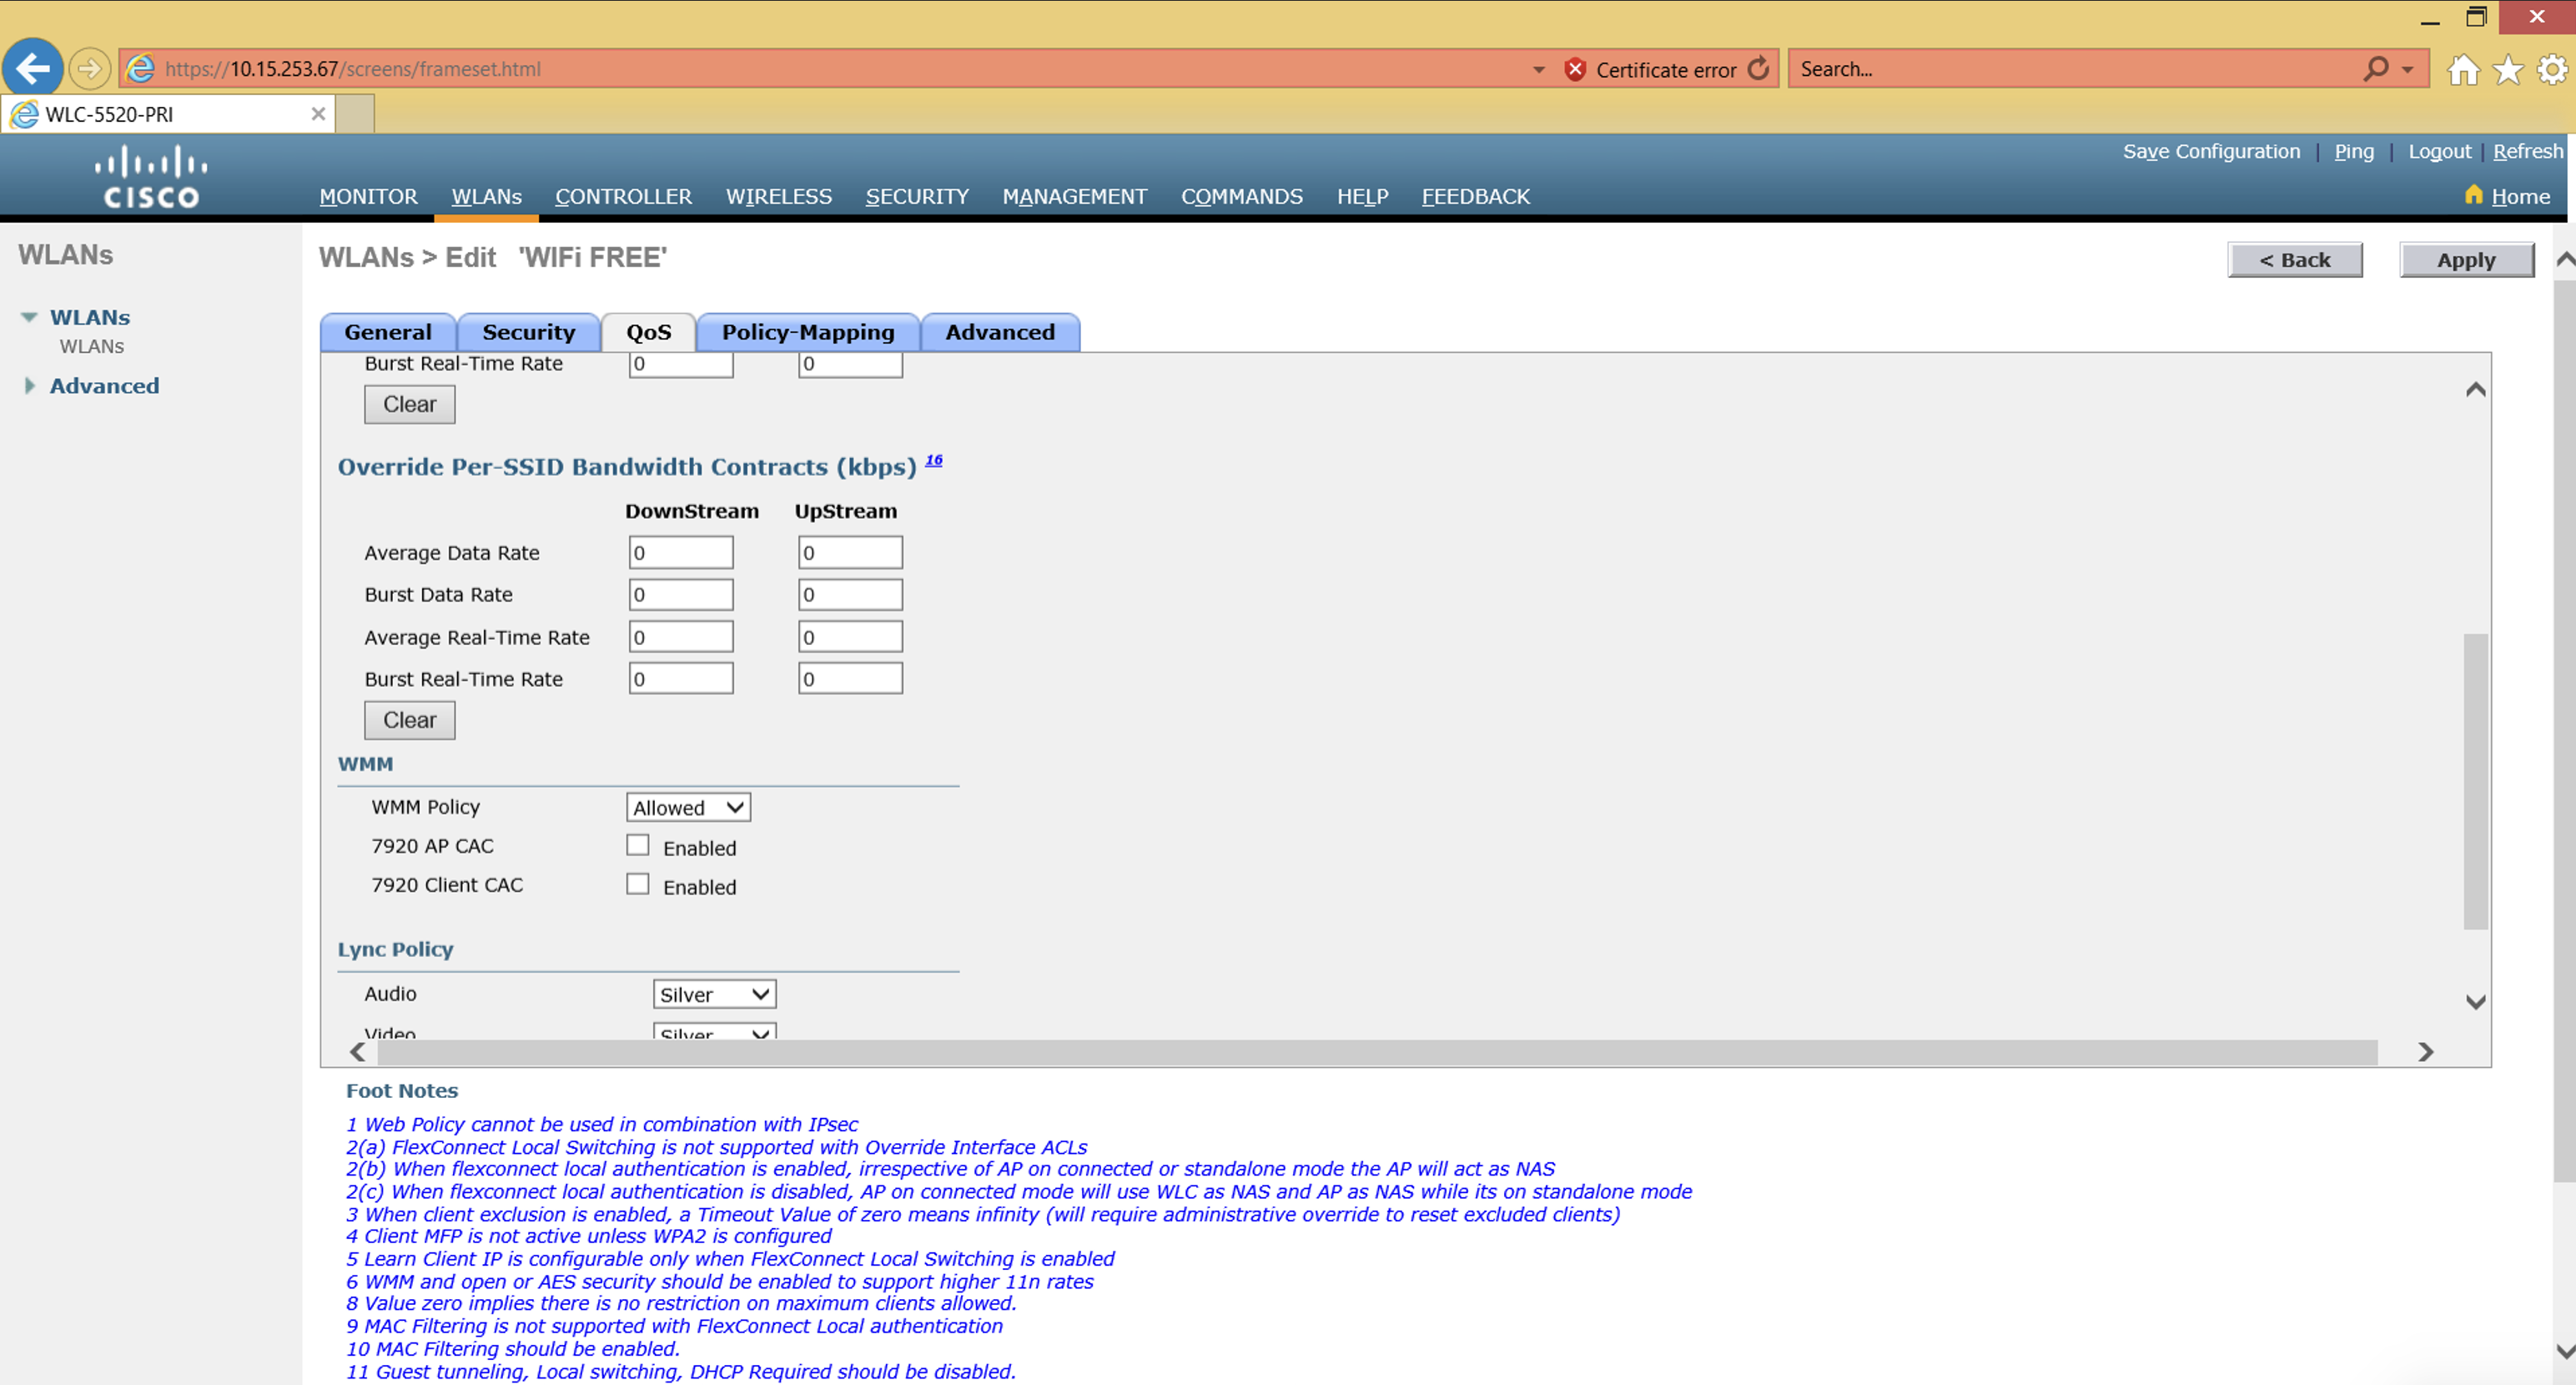 https://10.15.253.67/screens/frameset.html
Certificate error
Search...
WLC-5520-PRI
Save Configuration | Ping | Logout | Refresh
CISCO
MONITOR WLANs CONTROLLER WIRELESS SECURITY MANAGEMENT COMMANDS HELP FEEDBACK
Home
WLANs
WLANs
WLANs
Advanced
WLANs > Edit 'WIFi FREE'
< Back
Apply
General Security QoS Policy-Mapping Advanced
Burst Real-Time Rate 0 0
Clear
Override Per-SSID Bandwidth Contracts (kbps) 16
DownStream UpStream
Average Data Rate 0 0
Burst Data Rate 0 0
Average Real-Time Rate 0 0
Burst Real-Time Rate 0 0
Clear
WMM
WMM Policy Allowed
7920 AP CAC Enabled
7920 Client CAC Enabled
Lync Policy
Audio Silver
Video Silver
Foot Notes
1 Web Policy cannot be used in combination with IPsec
2(a) FlexConnect Local Switching is not supported with Override Interface ACLs
2(b) When flexconnect local authentication is enabled, irrespective of AP on connected or standalone mode the AP will act as NAS
2(c) When flexconnect local authentication is disabled, AP on connected mode will use WLC as NAS and AP as NAS while its on standalone mode
3 When client exclusion is enabled, a Timeout Value of zero means infinity (will require administrative override to reset excluded clients)
4 Client MFP is not active unless WPA2 is configured
5 Learn Client IP is configurable only when FlexConnect Local Switching is enabled
6 WMM and open or AES security should be enabled to support higher 11n rates
8 Value zero implies there is no restriction on maximum clients allowed.
9 MAC Filtering is not supported with FlexConnect Local authentication
10 MAC Filtering should be enabled.
11 Guest tunneling, Local switching, DHCP Required should be disabled.